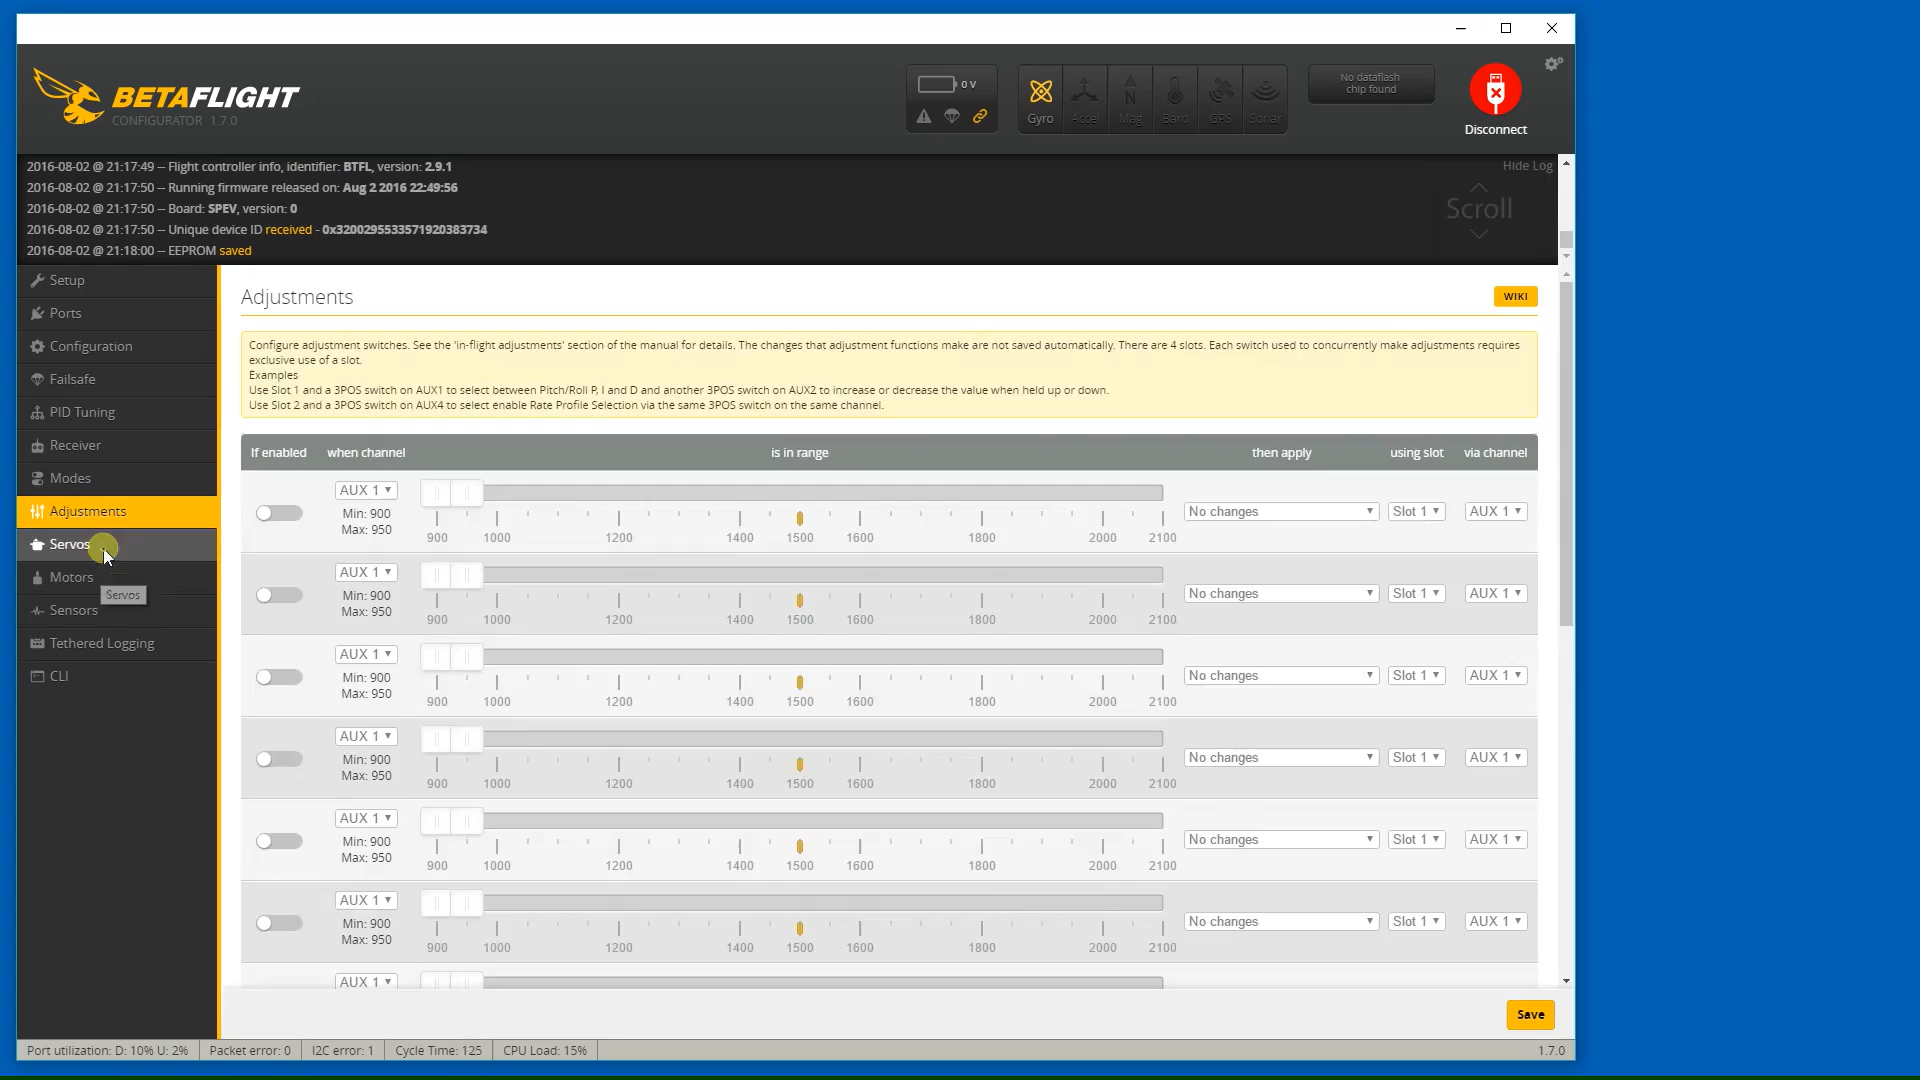 BETAFLIGHT
CONFIGURATOR 1.7.0
0 V
Gyro
Accel
Mag
Baro
GPS
Sonar
No dataflash
chip found
Disconnect
2016-08-02 @ 21:17:49 -- Flight controller info, identifier: BTFL, version: 2.9.1
2016-08-02 @ 21:17:50 -- Running firmware released on: Aug 2 2016 22:49:56
2016-08-02 @ 21:17:50 -- Board: SPEV, version: 0
2016-08-02 @ 21:17:50 -- Unique device ID received - 0x3200295533571920383734
2016-08-02 @ 21:18:00 -- EEPROM saved
Hide Log
Scroll
Setup
Ports
Configuration
Failsafe
PID Tuning
Receiver
Modes
Adjustments
Servos
Motors
Servos
Sensors
Tethered Logging
CLI
Adjustments
WIKI
Configure adjustment switches. See the 'in-flight adjustments' section of the manual for details. The changes that adjustment functions make are not saved automatically. There are 4 slots. Each switch used to concurrently make adjustments requires
exclusive use of a slot.
Examples
Use Slot 1 and a 3POS switch on AUX1 to select between Pitch/Roll P, I and D and another 3POS switch on AUX2 to increase or decrease the value when held up or down.
Use Slot 2 and a 3POS switch on AUX4 to select enable Rate Profile Selection via the same 3POS switch on the same channel.
If enabled when channel is in range then apply using slot via channel
AUX 1
Min: 900
Max: 950
900 1000 1200 1400 1500 1600 1800 2000 2100
No changes Slot 1 AUX 1
AUX 1
Min: 900
Max: 950
900 1000 1200 1400 1500 1600 1800 2000 2100
No changes Slot 1 AUX 1
AUX 1
Min: 900
Max: 950
900 1000 1200 1400 1500 1600 1800 2000 2100
No changes Slot 1 AUX 1
AUX 1
Min: 900
Max: 950
900 1000 1200 1400 1500 1600 1800 2000 2100
No changes Slot 1 AUX 1
AUX 1
Min: 900
Max: 950
900 1000 1200 1400 1500 1600 1800 2000 2100
No changes Slot 1 AUX 1
AUX 1
Min: 900
Max: 950
900 1000 1200 1400 1500 1600 1800 2000 2100
No changes Slot 1 AUX 1
AUX 1
Save
Port utilization: D: 10% U: 2% Packet error: 0 I2C error: 1 Cycle Time: 125 CPU Load: 15% 1.7.0